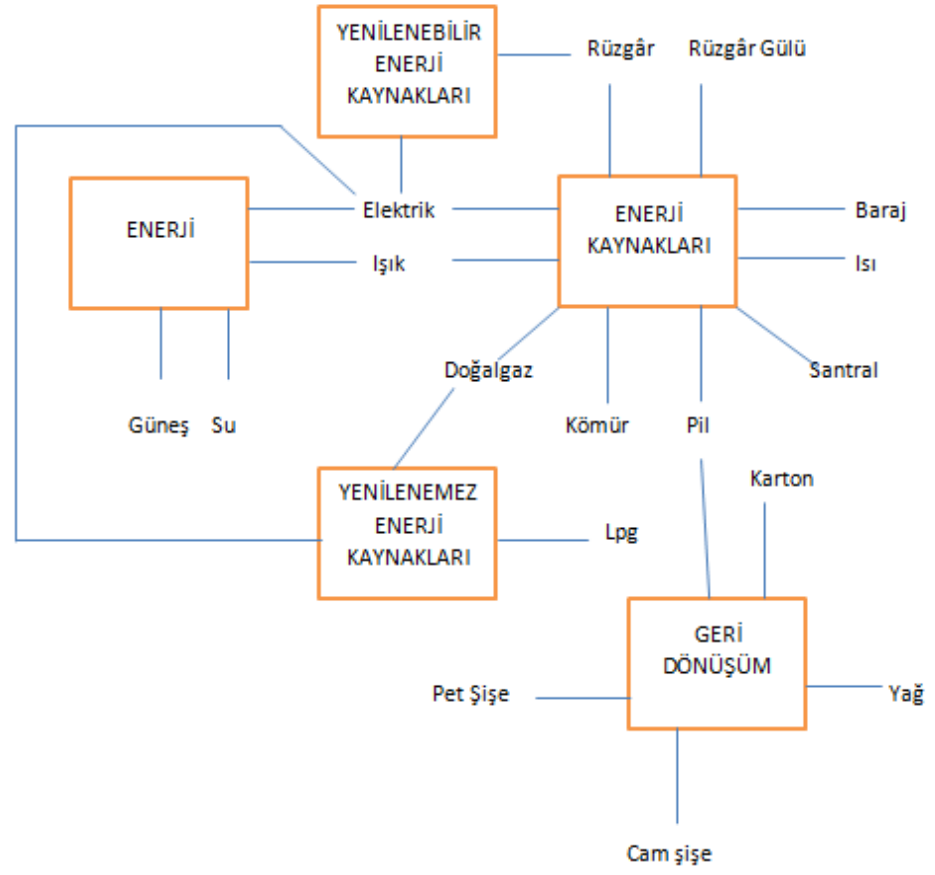 YENİLENEBİLİR
ENERJİ
KAYNAKLARI
Rüzgâr
Rüzgâr Gülü
ENERJİ
Elektrik
Işık
ENERJİ
KAYNAKLARI
Baraj
Isı
Doğalgaz
Santral
Güneş
Su
Kömür
Pil
YENİLENEMEZ
ENERJİ
KAYNAKLARI
Lpg
Karton
GERİ
DÖNÜŞÜM
Pet Şişe
Yağ
Cam şişe